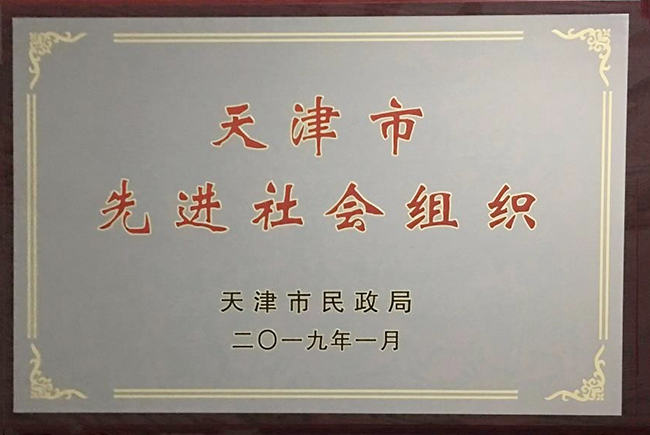 天津市
先进社会组织
天津市民政局
二〇一九年一月